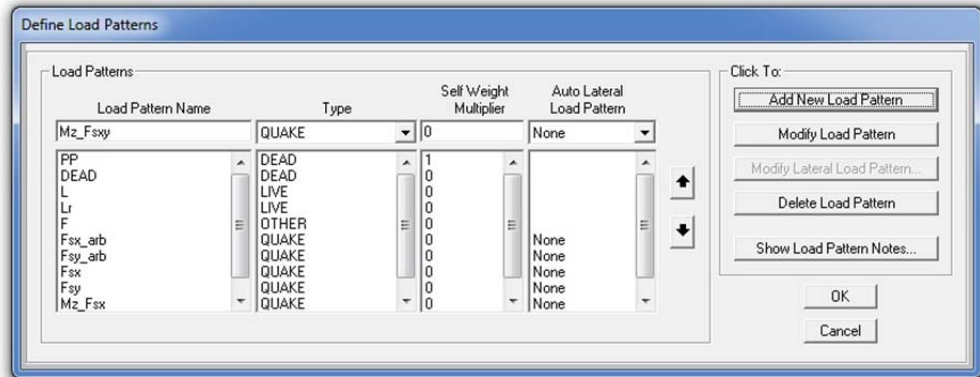 Define Load Patterns
Load Patterns
Click To:
Load Pattern Name Type Self Weight Multiplier Auto Lateral Load Pattern
Mz_Fsxy QUAKE 0 None
PP DEAD 1
DEAD DEAD 0
L LIVE 0
Lr LIVE 0
F OTHER 0
Fsx_arb QUAKE 0 None
Fsy_arb QUAKE 0 None
Fsx QUAKE 0 None
Fsy QUAKE 0 None
Mz_Fsx QUAKE 0 None
Add New Load Pattern
Modify Load Pattern
Modify Lateral Load Pattern...
Delete Load Pattern
Show Load Pattern Notes...
OK
Cancel